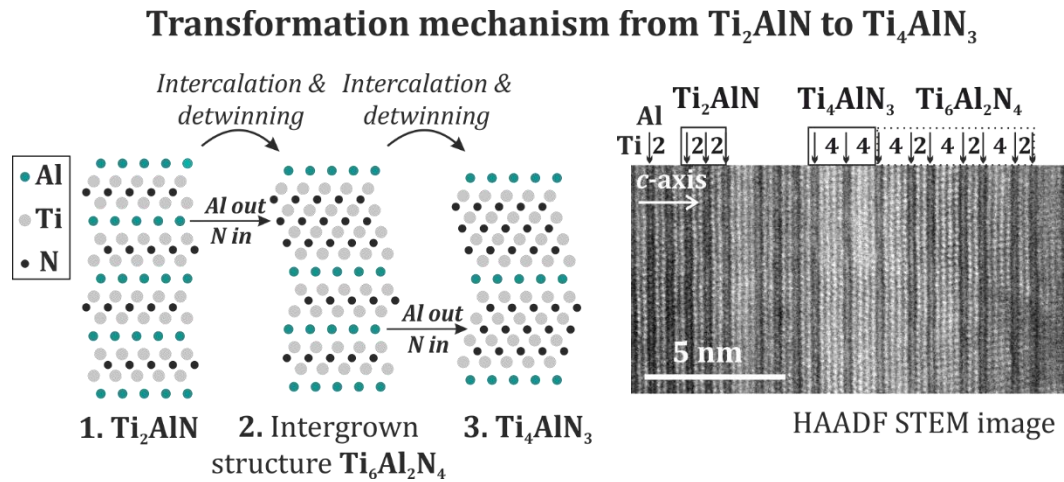 Transformation mechanism from Ti₂AlN to Ti₄AlN₃
Intercalation &
detwinning
Intercalation &
detwinning
Al
Ti
N
Al out
N in
Al out
N in
1. Ti₂AlN
2. Intergrown
structure Ti₆Al₂N₄
3. Ti₄AlN₃
Ti₂AlN
Ti₄AlN₃
Ti₆Al₂N₄
Al
Ti 2 2 2 4 4 4 2 4 2 4 2
c-axis
5 nm
HAADF STEM image